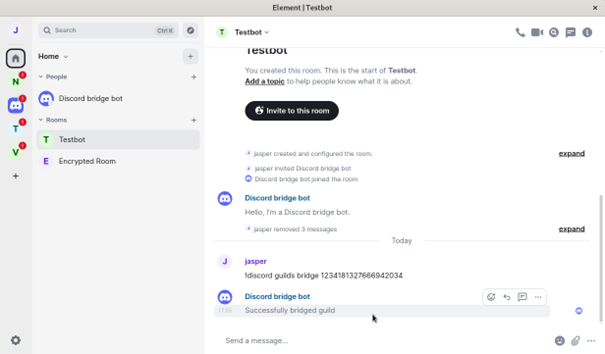 Element | Testbot
×
J
Search
Ctrl K
Home
People
Discord bridge bot
Rooms
T Testbot
E Encrypted Room
N
T
V
T Testbot
Testbot
You created this room. This is the start of Testbot.
Add a topic to help people know what it is about.
Invite to this room
jasper created and configured the room. expand
jasper invited Discord bridge bot
Discord bridge bot joined the room
Discord bridge bot
Hello, I'm a Discord bridge bot.
jasper removed 3 messages expand
Today
J jasper
!discord guilds bridge 1234181327666942034
Discord bridge bot
Successfully bridged guild
Send a message...